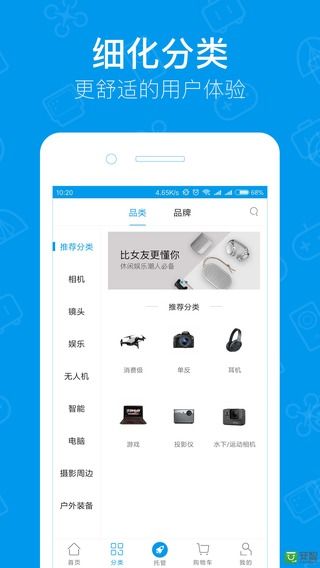 细化分类
更舒适的用户体验
10:20
4.65K/s
68%
品类
品牌
推荐分类
相机
镜头
娱乐
无人机
智能
电脑
摄影周边
户外装备
比女友更懂你
休闲娱乐潮人必备
推荐分类
消费级
单反
耳机
游戏
投影仪
水下/运动相机
首页
分类
托管
购物车
我的
安智